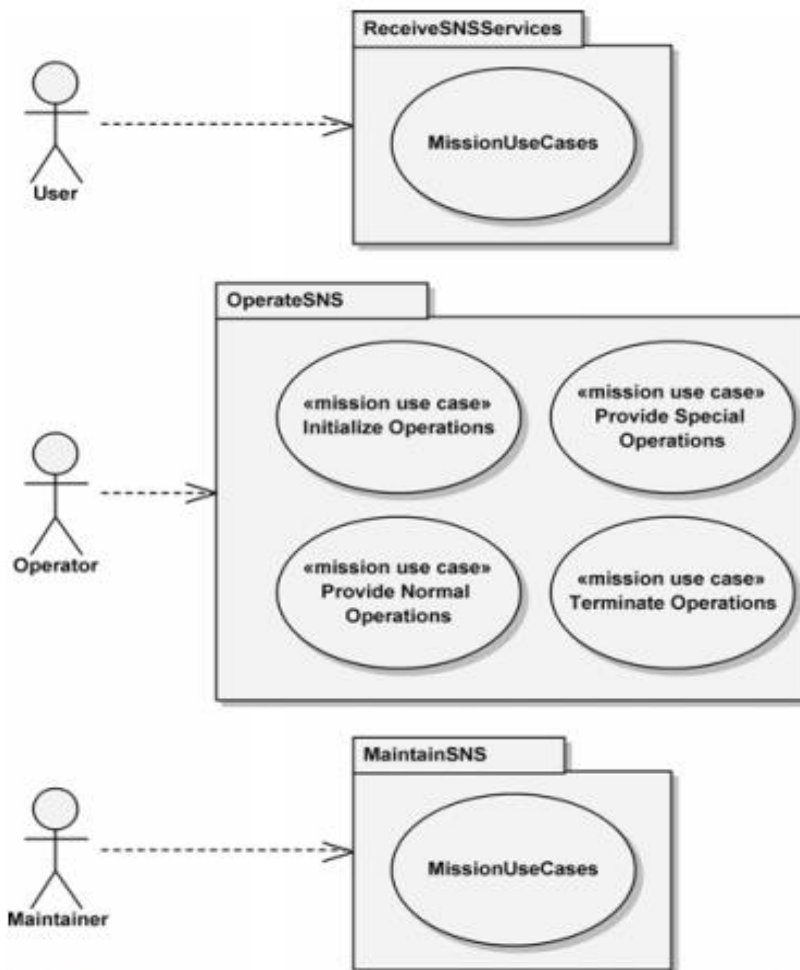 ReceiveSNSServices
MissionUseCases
User
OperateSNS
«mission use case»
Initialize Operations
«mission use case»
Provide Special
Operations
Operator
«mission use case»
Provide Normal
Operations
«mission use case»
Terminate Operations
MaintainSNS
MissionUseCases
Maintainer